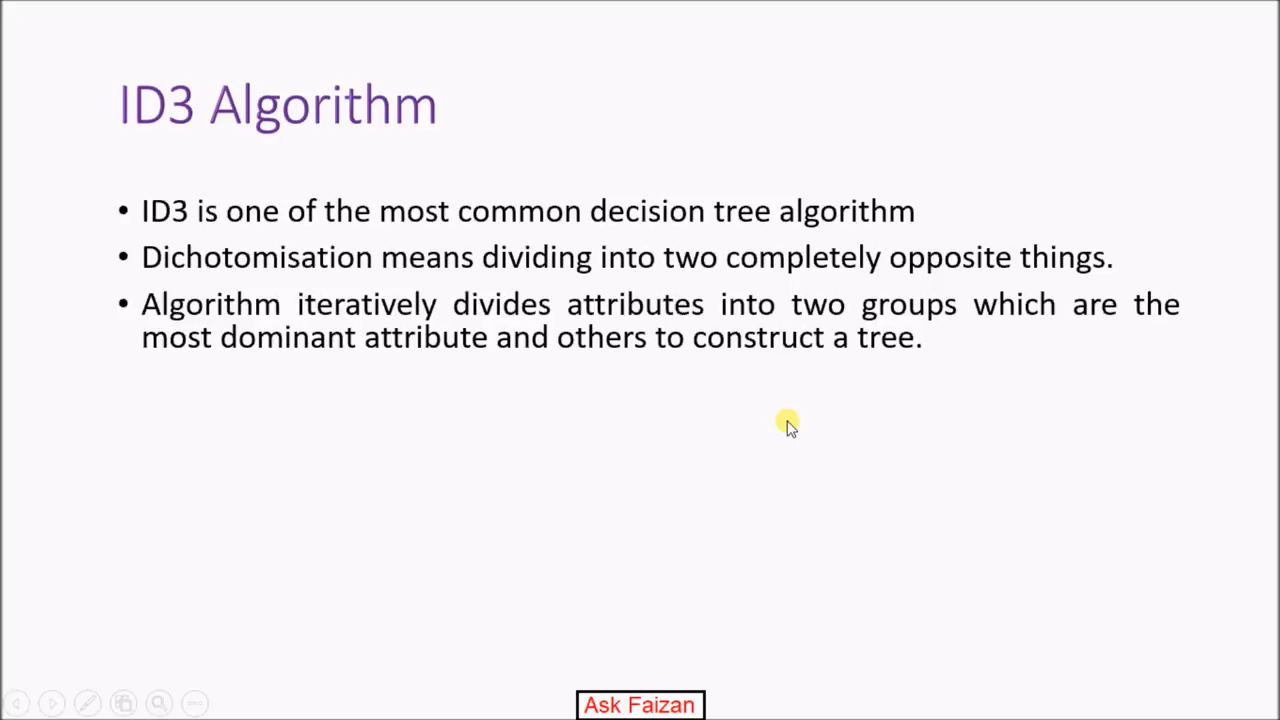 ID3 Algorithm
• ID3 is one of the most common decision tree algorithm
• Dichotomisation means dividing into two completely opposite things.
• Algorithm iteratively divides attributes into two groups which are the
most dominant attribute and others to construct a tree.
Ask Faizan